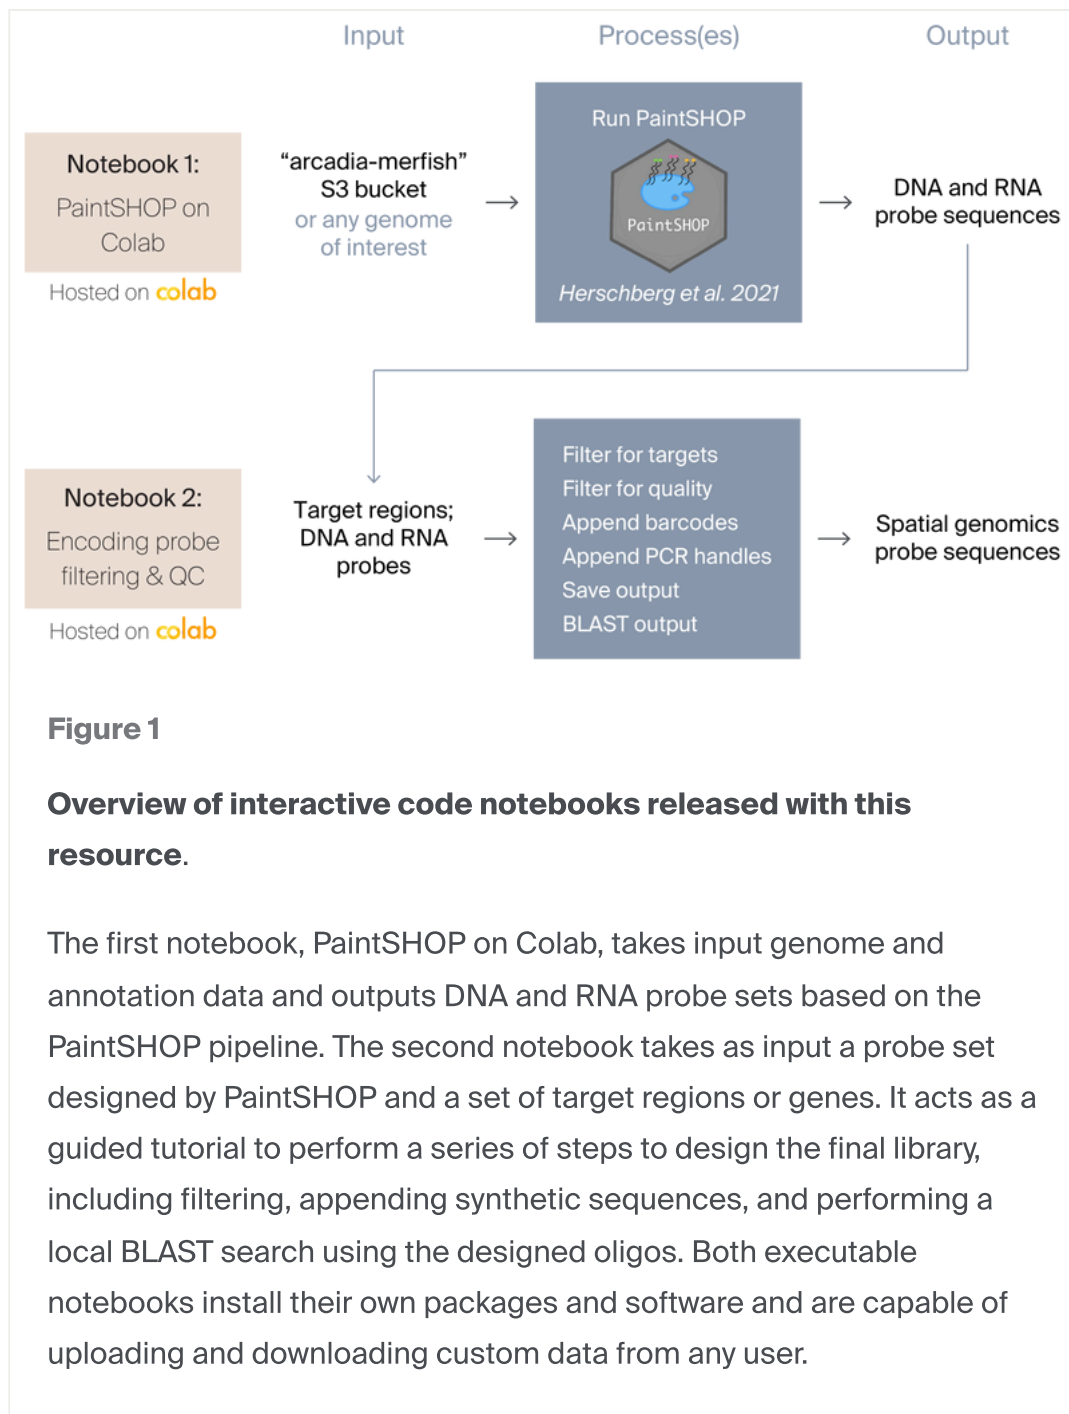 Input
Process(es)
Output
Notebook 1:
PaintSHOP on
Colab
Hosted on colab
“arcadia-merfish”
S3 bucket
or any genome
of interest
Run PaintSHOP
PaintSHOP
Herschberg et al. 2021
DNA and RNA
probe sequences
Notebook 2:
Encoding probe
filtering & QC
Hosted on colab
Target regions;
DNA and RNA
probes
Filter for targets
Filter for quality
Append barcodes
Append PCR handles
Save output
BLAST output
Spatial genomics
probe sequences
Figure 1
Overview of interactive code notebooks released with this
resource.
The first notebook, PaintSHOP on Colab, takes input genome and
annotation data and outputs DNA and RNA probe sets based on the
PaintSHOP pipeline. The second notebook takes as input a probe set
designed by PaintSHOP and a set of target regions or genes. It acts as a
guided tutorial to perform a series of steps to design the final library,
including filtering, appending synthetic sequences, and performing a
local BLAST search using the designed oligos. Both executable
notebooks install their own packages and software and are capable of
uploading and downloading custom data from any user.